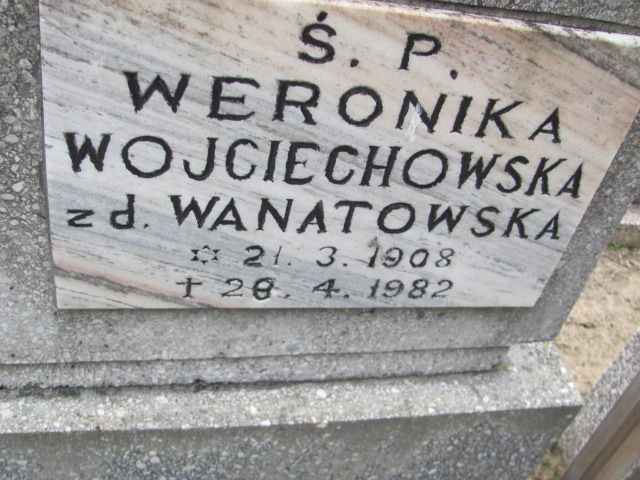 Ś. P.
WERONIKA
WOJCIECHOWSKA
zd. WANATOWSKA
✡ 21. 3. 1908
✝ 28. 4. 1982